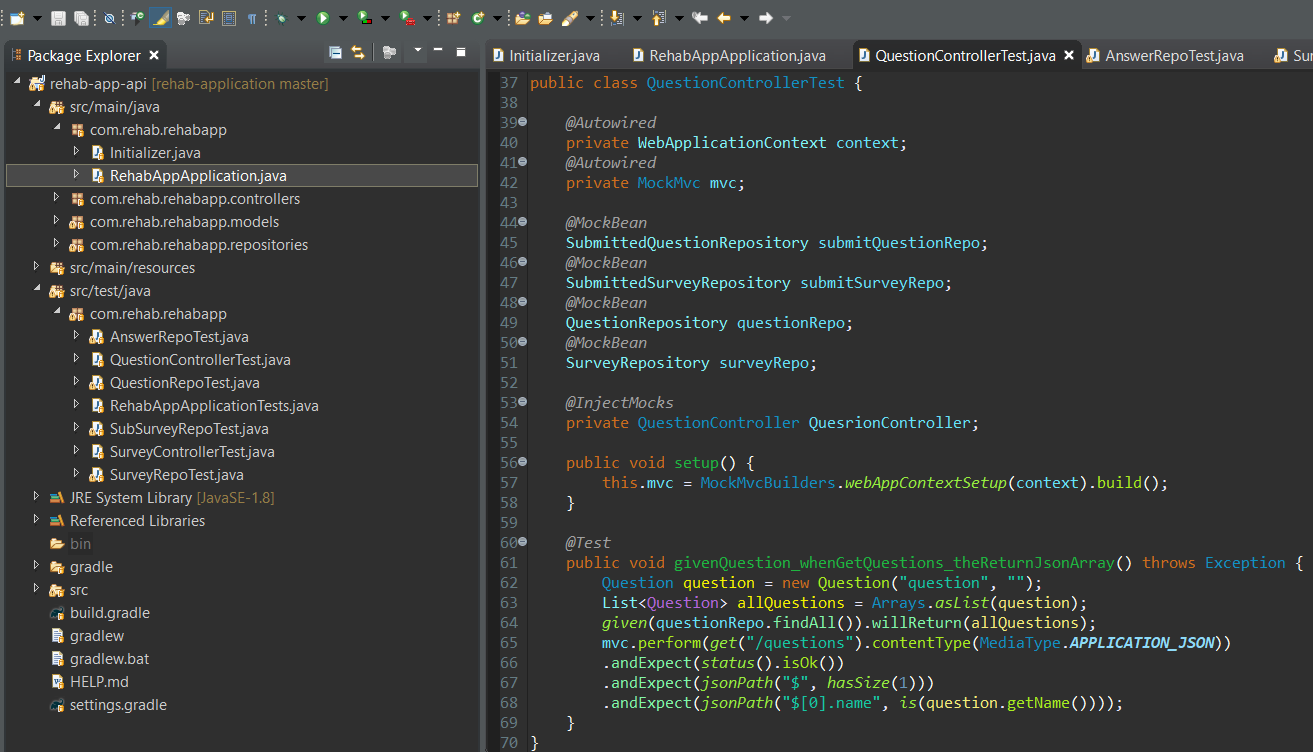 Package Explorer
rehab-app-api [rehab-application master]
src/main/java
com.rehab.rehabapp
Initializer.java
RehabAppApplication.java
com.rehab.rehabapp.controllers
com.rehab.rehabapp.models
com.rehab.rehabapp.repositories
src/main/resources
src/test/java
com.rehab.rehabapp
AnswerRepoTest.java
QuestionControllerTest.java
QuestionRepoTest.java
RehabAppApplicationTests.java
SubSurveyRepoTest.java
SurveyControllerTest.java
SurveyRepoTest.java
JRE System Library [JavaSE-1.8]
Referenced Libraries
bin
gradle
src
build.gradle
gradlew
gradlew.bat
HELP.md
settings.gradle
Initializer.java RehabAppApplication.java QuestionControllerTest.java AnswerRepoTest.java Sur
37 public class QuestionControllerTest {
38
39 @Autowired
40 private WebApplicationContext context;
41 @Autowired
42 private MockMvc mvc;
43
44 @MockBean
45 SubmittedQuestionRepository submitQuestionRepo;
46 @MockBean
47 SubmittedSurveyRepository submitSurveyRepo;
48 @MockBean
49 QuestionRepository questionRepo;
50 @MockBean
51 SurveyRepository surveyRepo;
52
53 @InjectMocks
54 private QuestionController QuesrionController;
55
56 public void setup() {
57 this.mvc = MockMvcBuilders.webAppContextSetup(context).build();
58 }
59
60 @Test
61 public void givenQuestion_whenGetQuestions_theReturnJsonArray() throws Exception {
62 Question question = new Question("question", "");
63 List<Question> allQuestions = Arrays.asList(question);
64 given(questionRepo.findAll()).willReturn(allQuestions);
65 mvc.perform(get("/questions").contentType(MediaType.APPLICATION_JSON))
66 .andExpect(status().isOk())
67 .andExpect(jsonPath("$", hasSize(1)))
68 .andExpect(jsonPath("$[0].name", is(question.getName())));
69 }
70 }